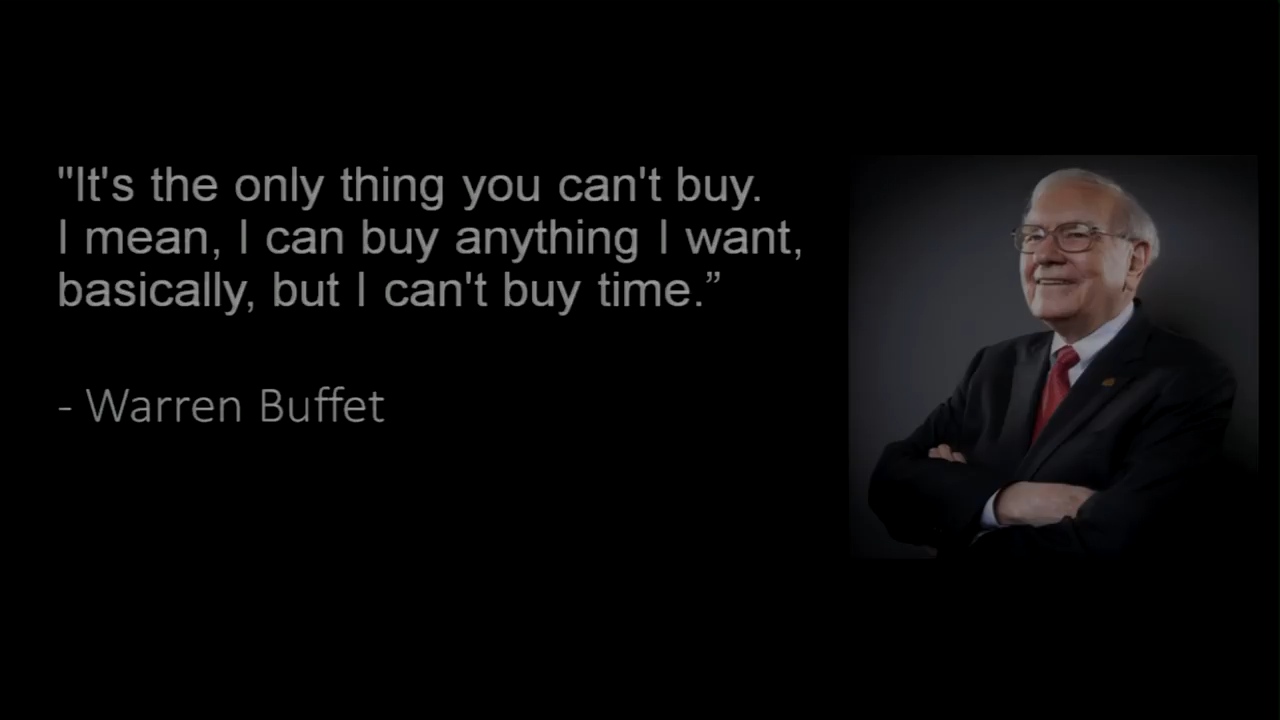 "It's the only thing you can't buy.
I mean, I can buy anything I want,
basically, but I can't buy time.”
- Warren Buffet